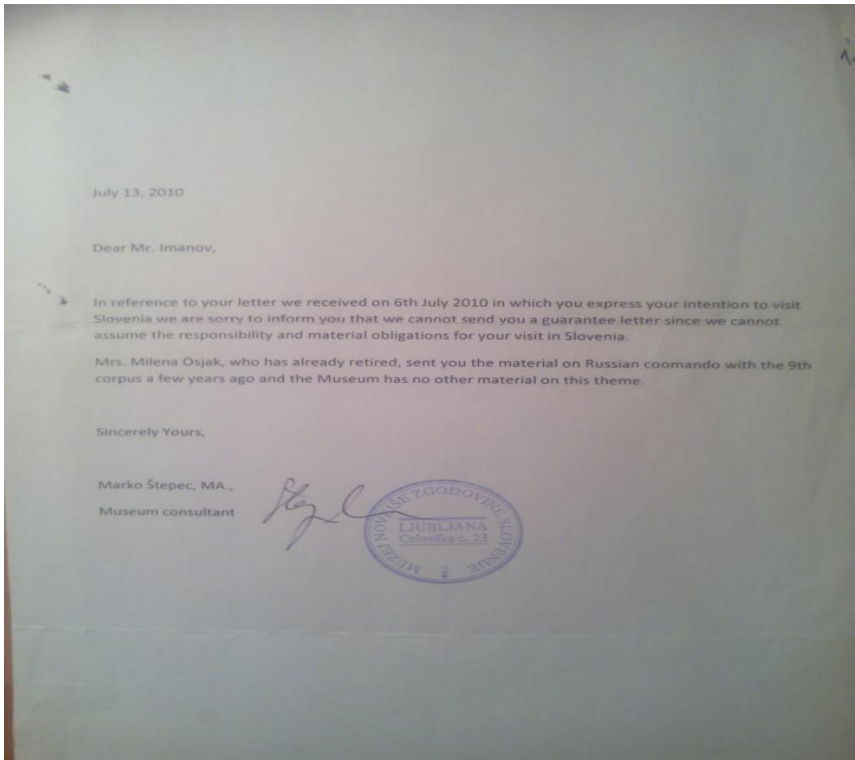 July 13, 2010
Dear Mr. Imanov,
In reference to your letter we received on 6th July 2010 in which you express your intention to visit
Slovenia we are sorry to inform you that we cannot send you a guarantee letter since we cannot
assume the responsibility and material obligations for your visit in Slovenia.
Mrs. Milena Osjak, who has already retired, sent you the material on Russian coomando with the 9th
corpus a few years ago and the Museum has no other material on this theme.
Sincerely Yours,
Marko Štepec, MA.,
Museum consultant
MUZEJ NOVEJŠE ZGODOVINE SLOVENIJE
LJUBLJANA
Celovška c. 23
2